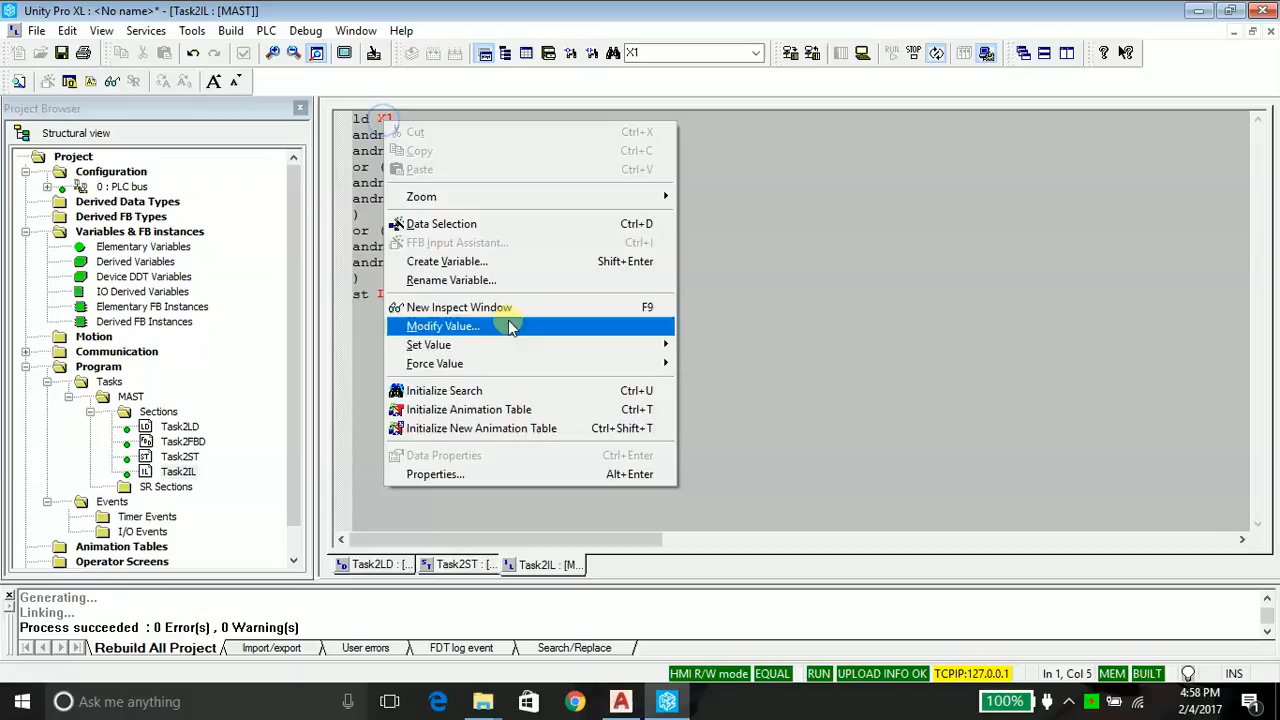 Unity Pro XL : <No name>* - [Task2IL : [MAST]]
File Edit View Services Tools Build PLC Debug Window Help
X1
Project Browser
Structural view
Project
Configuration
0 : PLC bus
Derived Data Types
Derived FB Types
Variables & FB instances
Elementary Variables
Derived Variables
Device DDT Variables
IO Derived Variables
Elementary FB Instances
Derived FB Instances
Motion
Communication
Program
Tasks
MAST
Sections
Task2LD
Task2FBD
Task2ST
Task2IL
SR Sections
Events
Timer Events
I/O Events
Animation Tables
Operator Screens
ld X1
or (
)
or (
)
st
Cut Ctrl+X
Copy Ctrl+C
Paste Ctrl+V
Zoom
Data Selection Ctrl+D
FFB Input Assistant... Ctrl+I
Create Variable... Shift+Enter
Rename Variable...
New Inspect Window F9
Modify Value...
Set Value
Force Value
Initialize Search Ctrl+U
Initialize Animation Table Ctrl+T
Initialize New Animation Table Ctrl+Shift+T
Data Properties Ctrl+Enter
Properties... Alt+Enter
Task2LD : [... Task2ST : [... Task2IL : [M...
Generating...
Linking...
Process succeeded : 0 Error(s) , 0 Warning(s)
Rebuild All Project Import/export User errors FDT log event Search/Replace
HMI R/W mode EQUAL RUN UPLOAD INFO OK TCPIP:127.0.0.1 ln 1, Col 5 MEM BUILT INS
Ask me anything 100% 4:58 PM
2/4/2017